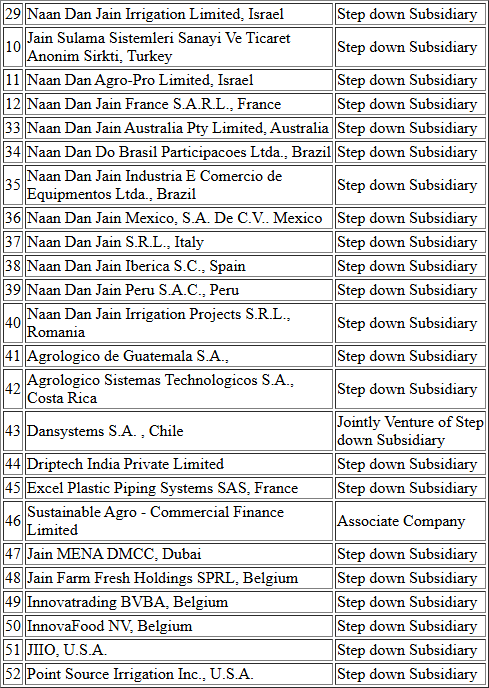 29 Naan Dan Jain Irrigation Limited, Israel Step down Subsidiary
10 Jain Sulama Sistemleri Sanayi Ve Ticaret
Anonim Sirkti, Turkey Step down Subsidiary
11 Naan Dan Agro-Pro Limited, Israel Step down Subsidiary
12 Naan Dan Jain France S.A.R.L., France Step down Subsidiary
33 Naan Dan Jain Australia Pty Limited, Australia Step down Subsidiary
34 Naan Dan Do Brasil Participacoes Ltda., Brazil Step down Subsidiary
35 Naan Dan Jain Industria E Comercio de
Equipmentos Ltda., Brazil Step down Subsidiary
36 Naan Dan Jain Mexico, S.A. De C.V.. Mexico Step down Subsidiary
37 Naan Dan Jain S.R.L., Italy Step down Subsidiary
38 Naan Dan Jain Iberica S.C., Spain Step down Subsidiary
39 Naan Dan Jain Peru S.A.C., Peru Step down Subsidiary
40 Naan Dan Jain Irrigation Projects S.R.L.,
Romania Step down Subsidiary
41 Agrologico de Guatemala S.A., Step down Subsidiary
42 Agrologico Sistemas Technologicos S.A.,
Costa Rica Step down Subsidiary
43 Dansystems S.A. , Chile Jointly Venture of Step
down Subsidiary
44 Driptech India Private Limited Step down Subsidiary
45 Excel Plastic Piping Systems SAS, France Step down Subsidiary
46 Sustainable Agro - Commercial Finance
Limited Associate Company
47 Jain MENA DMCC, Dubai Step down Subsidiary
48 Jain Farm Fresh Holdings SPRL, Belgium Step down Subsidiary
49 Innovatrading BVBA, Belgium Step down Subsidiary
50 InnovaFood NV, Belgium Step down Subsidiary
51 JIIO, U.S.A. Step down Subsidiary
52 Point Source Irrigation Inc., U.S.A. Step down Subsidiary